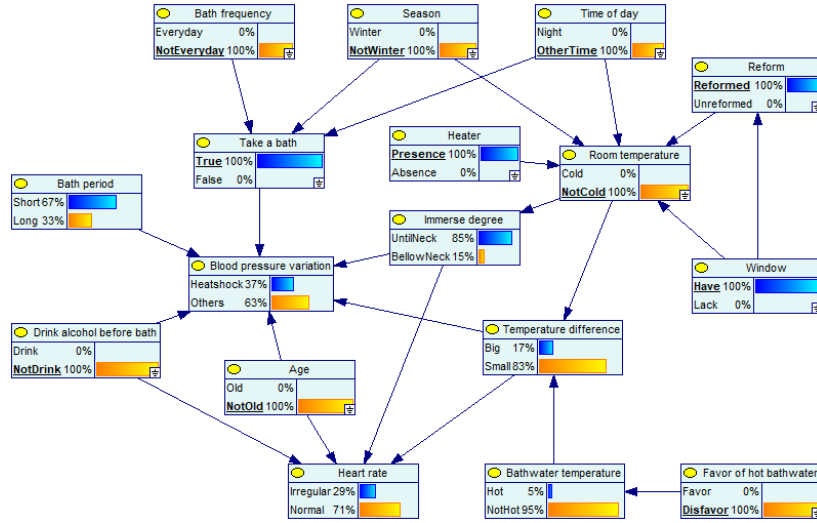 Bath frequency
Everyday 0%
NotEveryday 100%
Season
Winter 0%
NotWinter 100%
Time of day
Night 0%
OtherTime 100%
Reform
Reformed 100%
Unreformed 0%
Take a bath
True 100%
False 0%
Heater
Presence 100%
Absence 0%
Room temperature
Cold 0%
NotCold 100%
Bath period
Short 67%
Long 33%
Immerse degree
UntilNeck 85%
BellowNeck 15%
Blood pressure variation
Heatshock 37%
Others 63%
Window
Have 100%
Lack 0%
Drink alcohol before bath
Drink 0%
NotDrink 100%
Temperature difference
Big 17%
Small 83%
Age
Old 0%
NotOld 100%
Heart rate
Irregular 29%
Normal 71%
Bathwater temperature
Hot 5%
NotHot 95%
Favor of hot bathwater
Favor 0%
Disfavor 100%